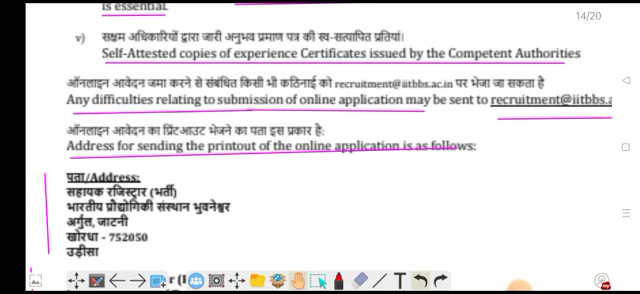 is essential.
14/20
v) सक्षम अधिकारियों द्वारा जारी अनुभव प्रमाण पत्र की स्व-सत्यापित प्रतियां।
Self-Attested copies of experience Certificates issued by the Competent Authorities
ऑनलाइन आवेदन जमा करने से संबंधित किसी भी कठिनाई को recruitment@iitbbs.ac.in पर भेजा जा सकता है
Any difficulties relating to submission of online application may be sent to recruitment@iitbbs.a
ऑनलाइन आवेदन का प्रिंटआउट भेजने का पता इस प्रकार है:
Address for sending the printout of the online application is as follows:
पता/Address:
सहायक रजिस्ट्रार (भर्ती)
भारतीय प्रौद्योगिकी संस्थान भुवनेश्वर
अर्गुल, जाटनी
खोरधा - 752050
उड़ीसा